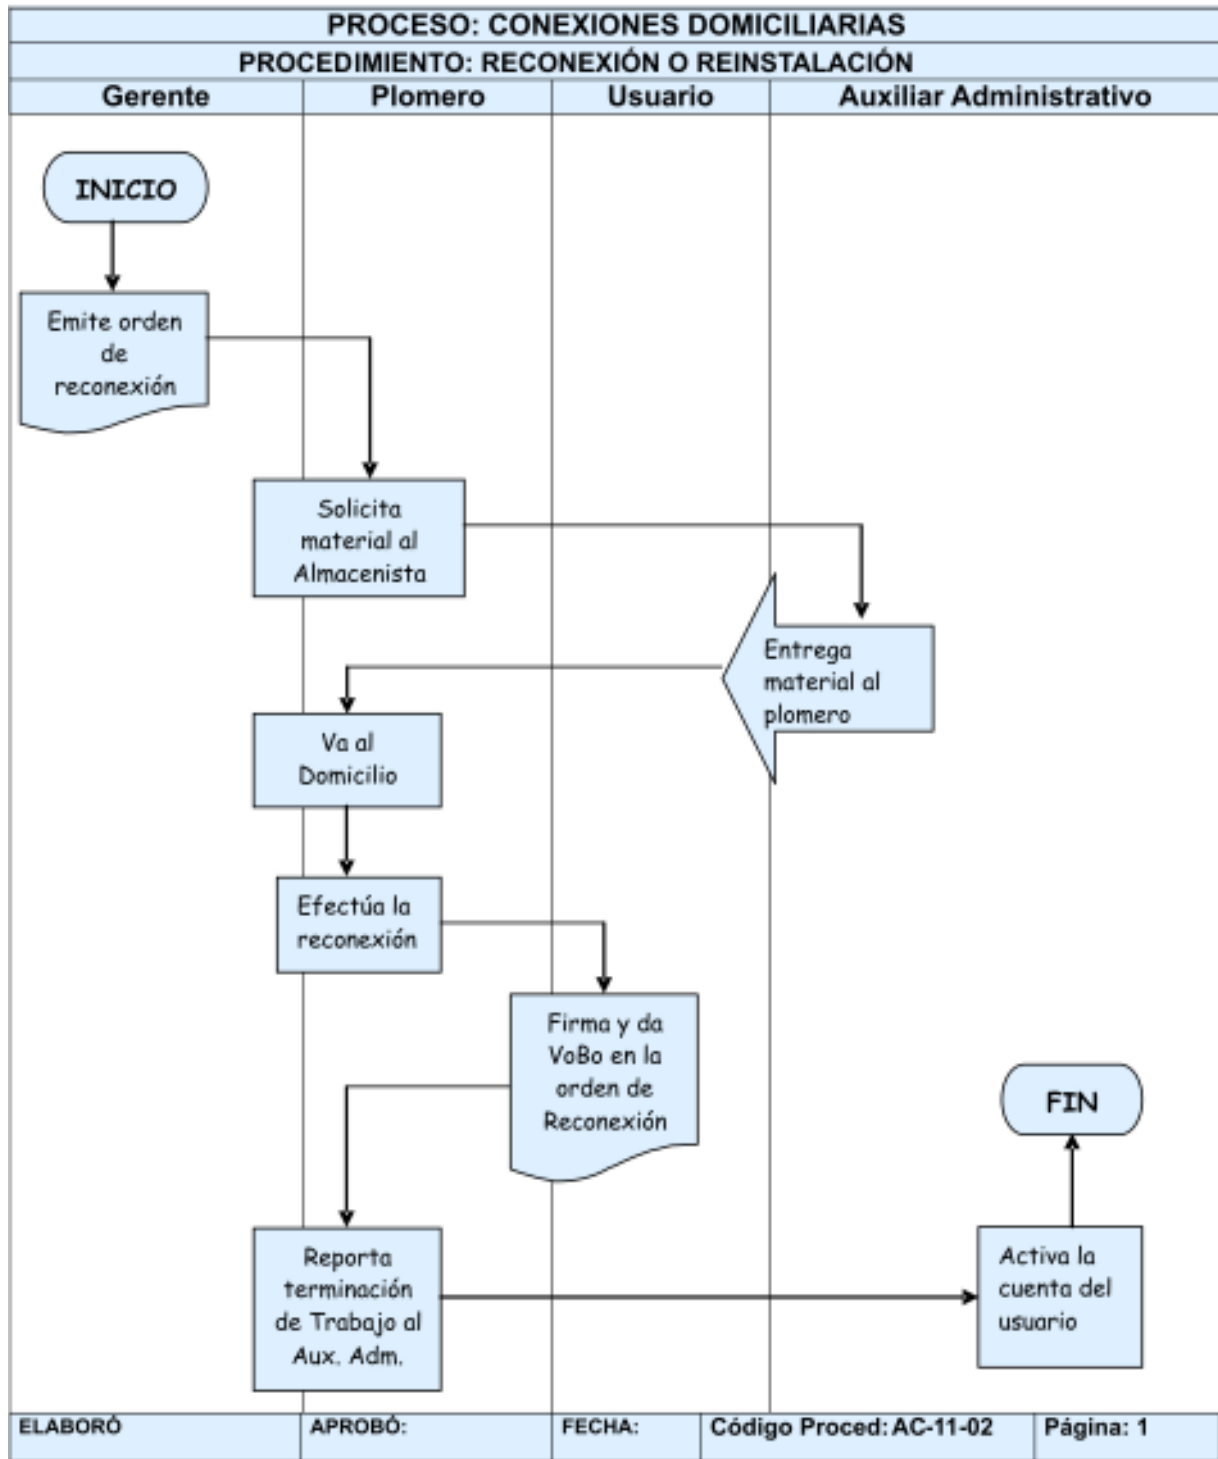 PROCESO: CONEXIONES DOMICILIARIAS
PROCEDIMIENTO: RECONEXIÓN O REINSTALACIÓN
Gerente
Plomero
Usuario
Auxiliar Administrativo
INICIO
Emite orden
de
reconexión
Solicita
material al
Almacenista
Entrega
material al
plomero
Va al
Domicilio
Efectúa la
reconexión
Firma y da
VoBo en la
orden de
Reconexión
Reporta
terminación
de Trabajo al
Aux. Adm.
Activa la
cuenta del
usuario
FIN
ELABORÓ
APROBÓ:
FECHA:
Código Proced: AC-11-02
Página: 1